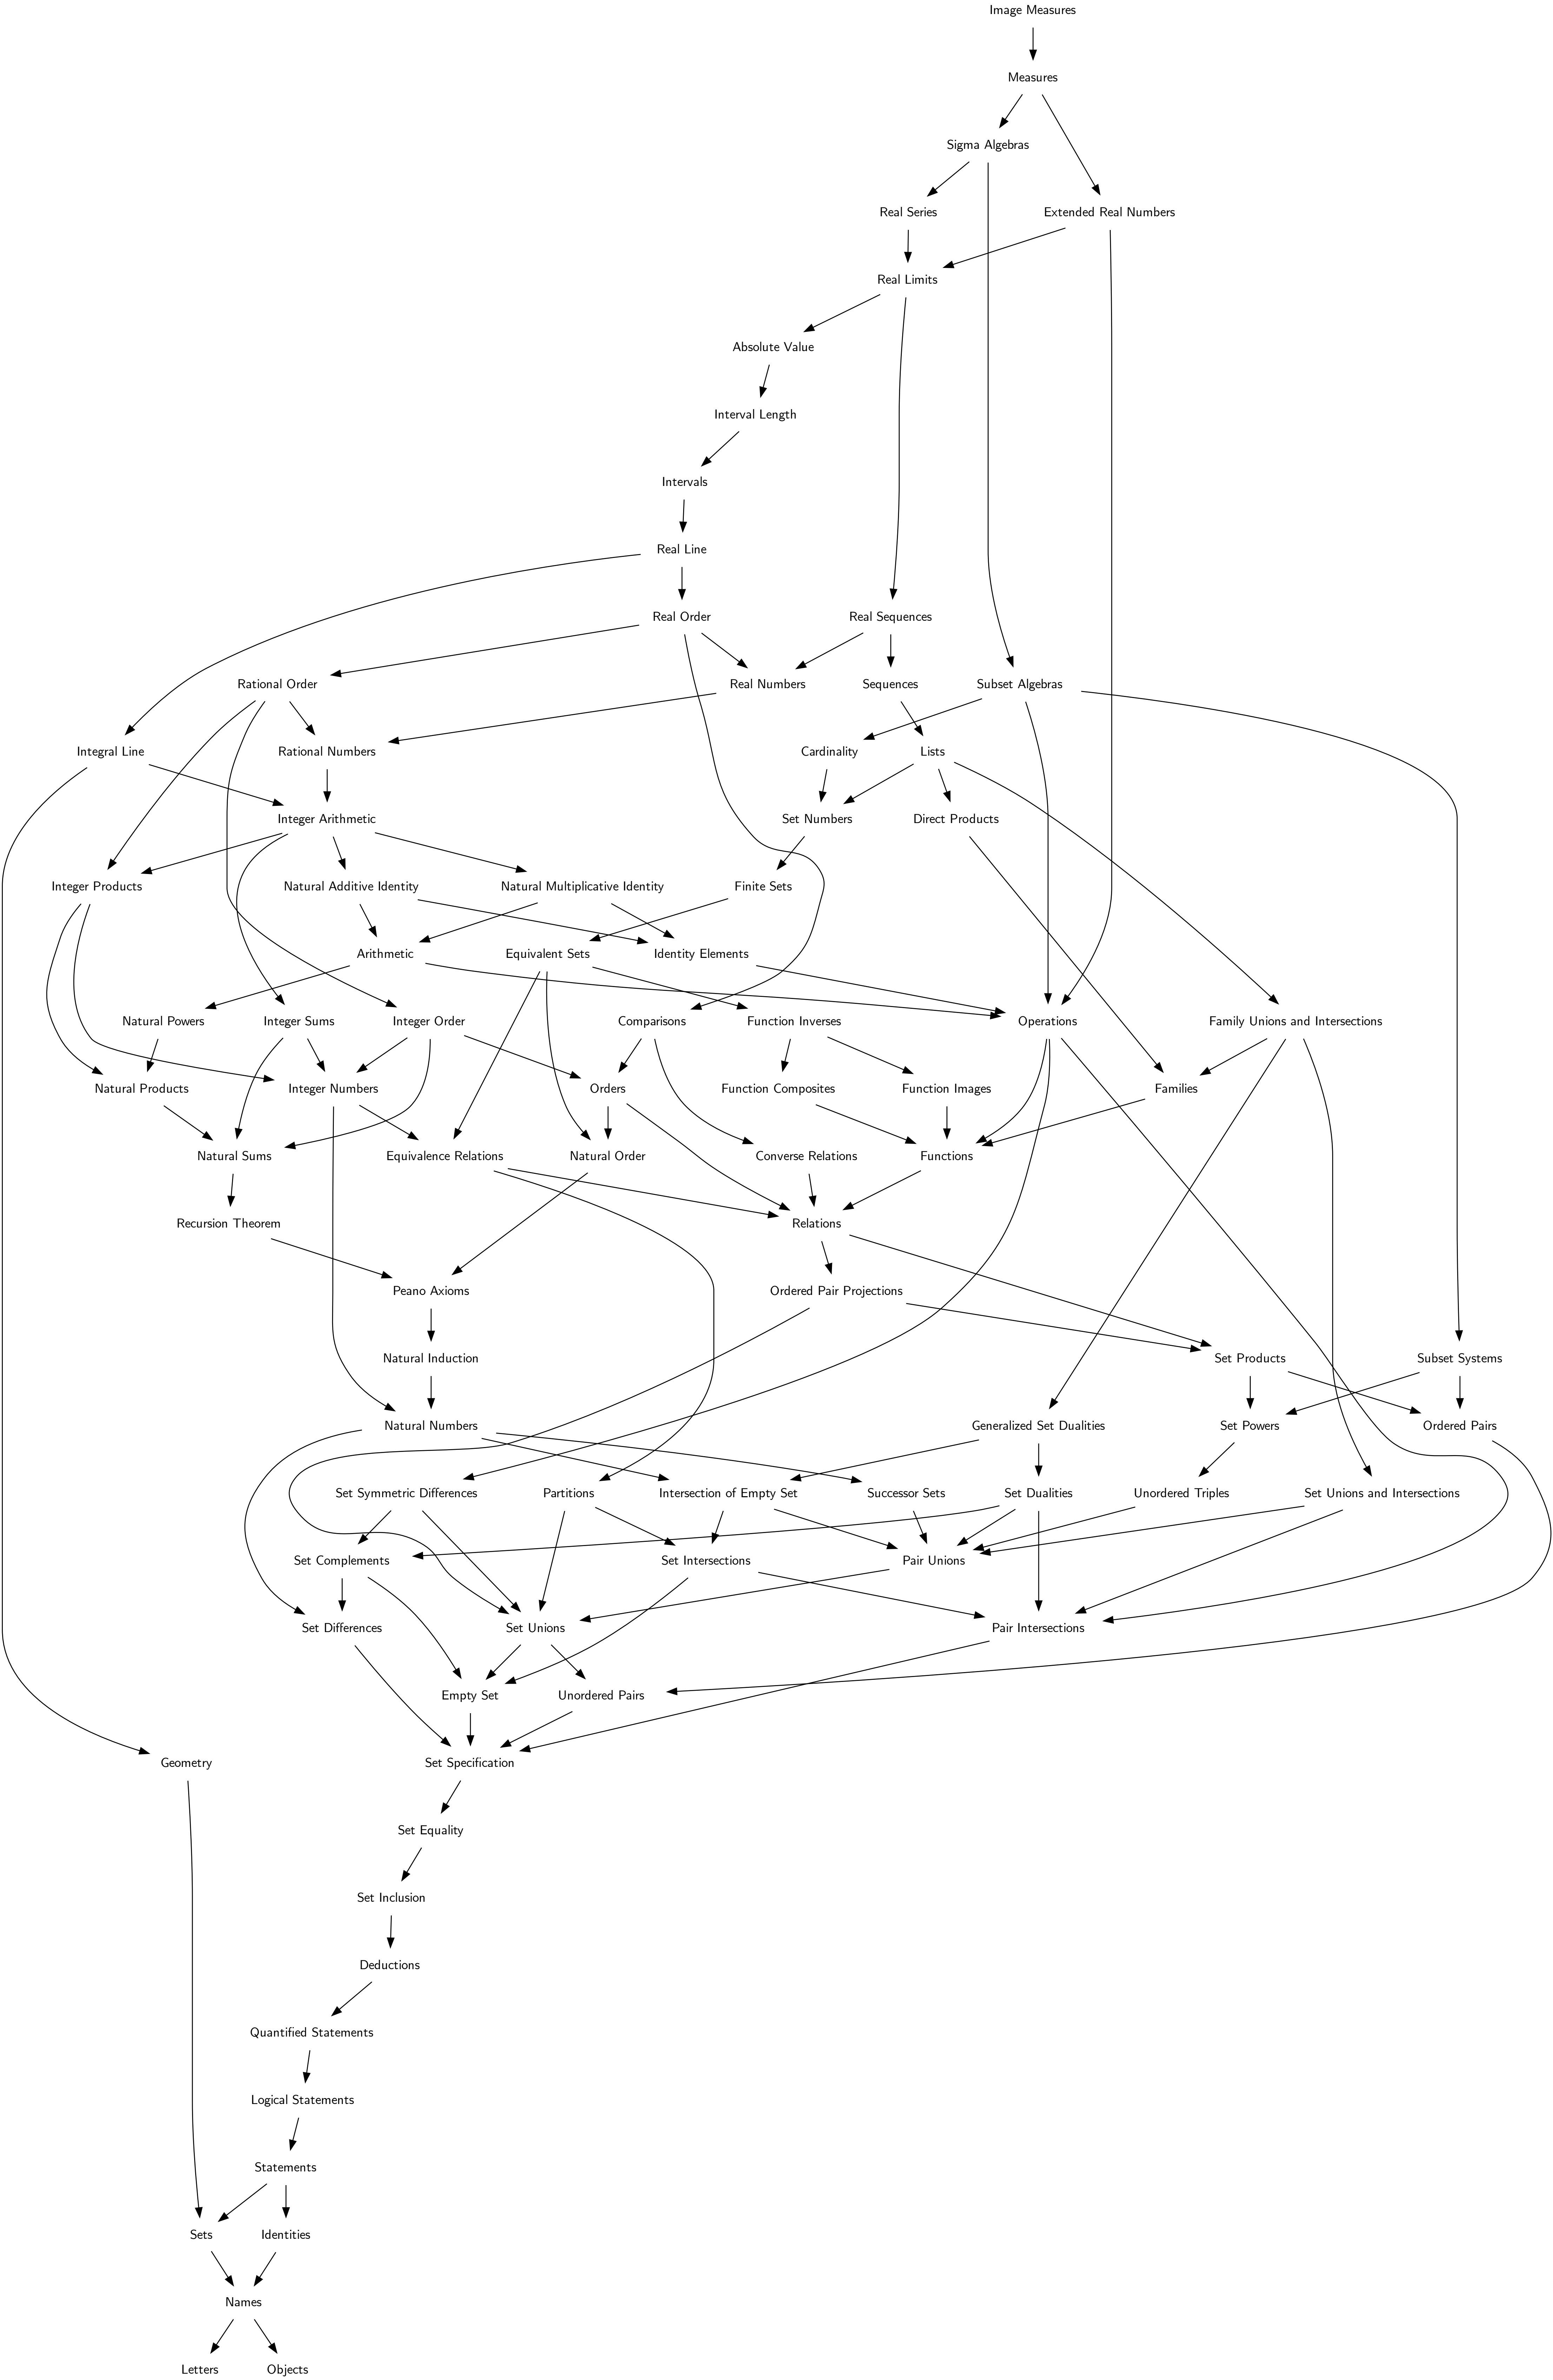 Image Measures
Measures
Sigma Algebras
Real Series
Extended Real Numbers
Real Limits
Absolute Value
Interval Length
Intervals
Real Line
Real Order
Real Sequences
Rational Order
Real Numbers
Sequences
Subset Algebras
Integral Line
Rational Numbers
Cardinality
Lists
Integer Arithmetic
Set Numbers
Direct Products
Integer Products
Natural Additive Identity
Natural Multiplicative Identity
Finite Sets
Arithmetic
Equivalent Sets
Identity Elements
Natural Powers
Integer Sums
Integer Order
Comparisons
Function Inverses
Operations
Family Unions and Intersections
Natural Products
Integer Numbers
Orders
Function Composites
Function Images
Families
Natural Sums
Equivalence Relations
Natural Order
Converse Relations
Functions
Recursion Theorem
Relations
Peano Axioms
Ordered Pair Projections
Natural Induction
Set Products
Subset Systems
Natural Numbers
Generalized Set Dualities
Set Powers
Ordered Pairs
Set Symmetric Differences
Partitions
Intersection of Empty Set
Successor Sets
Set Dualities
Unordered Triples
Set Unions and Intersections
Set Complements
Set Intersections
Pair Unions
Set Differences
Set Unions
Pair Intersections
Empty Set
Unordered Pairs
Geometry
Set Specification
Set Equality
Set Inclusion
Deductions
Quantified Statements
Logical Statements
Statements
Sets
Identities
Names
Letters
Objects